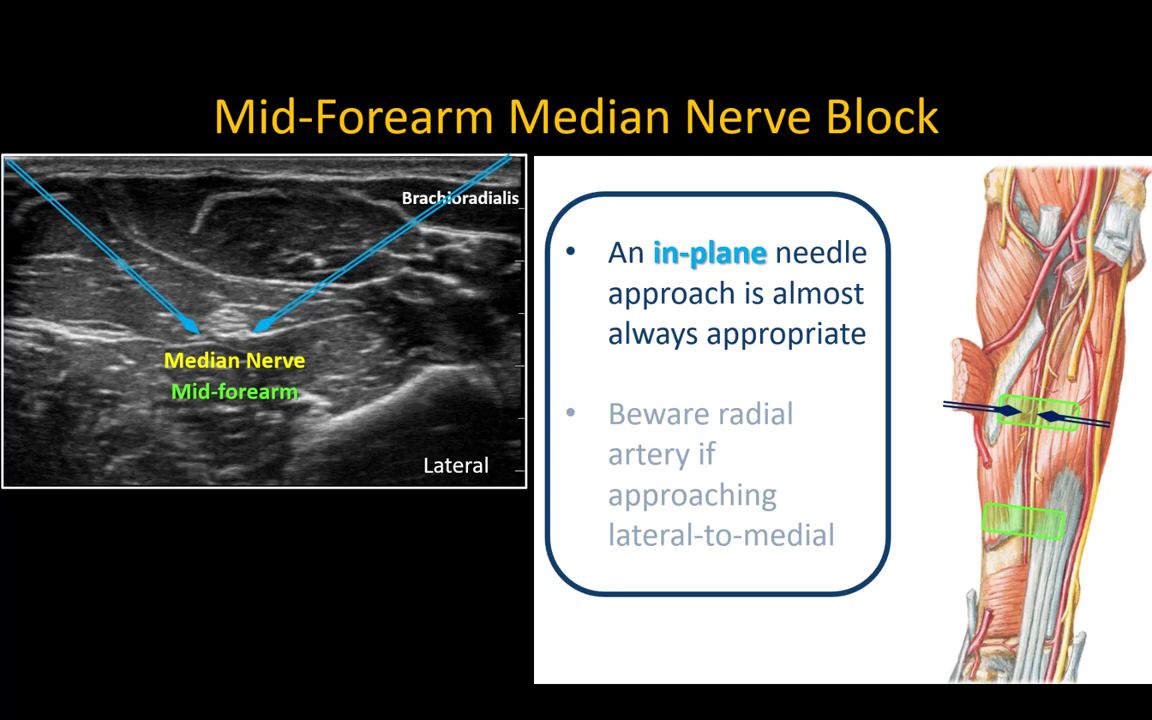 Mid-Forearm Median Nerve Block
Brachioradialis
Median Nerve
Mid-forearm
Lateral
• An in-plane needle
approach is almost
always appropriate
• Beware radial
artery if
approaching
lateral-to-medial